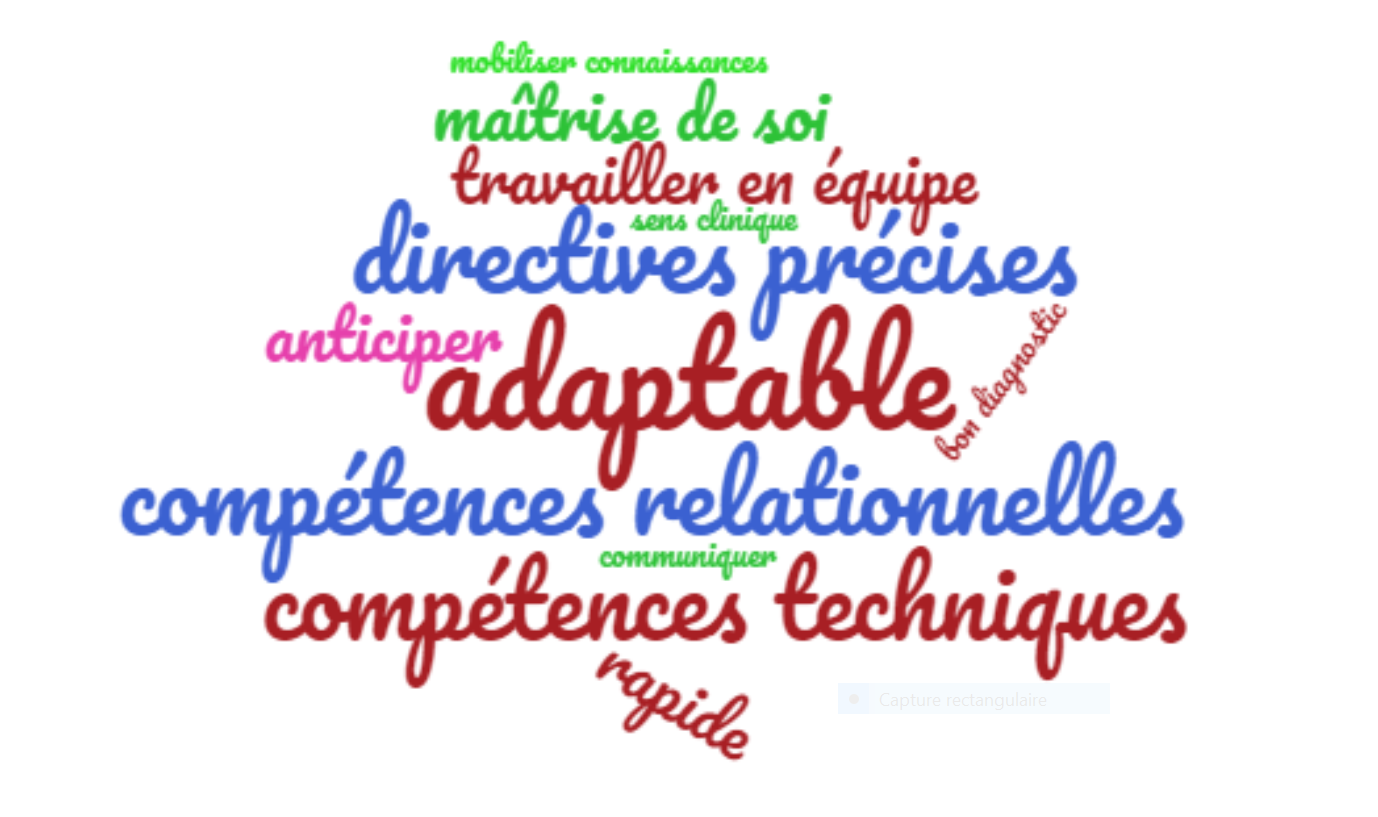 mobiliser connaissances
maîtrise de soi
travailler en équipe
sens clinique
directives précises
anticiper
adaptable
bon diagnostic
compétences relationnelles
communiquer
compétences techniques
rapide
Capture rectangulaire